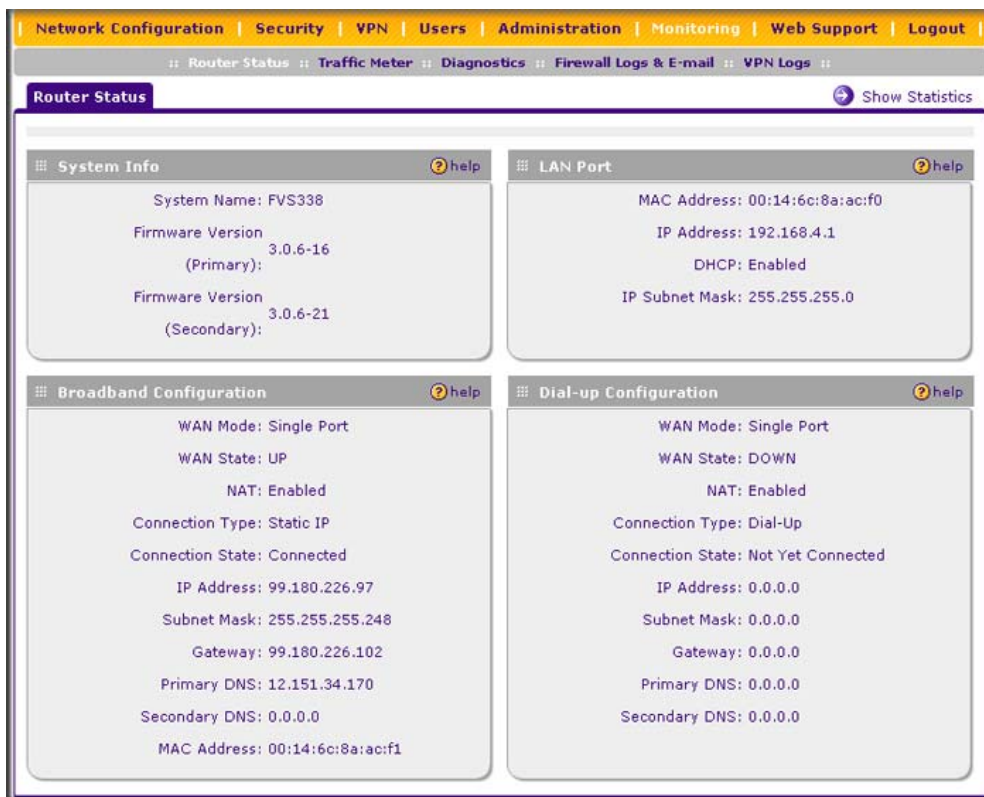 Network Configuration | Security | VPN | Users | Administration | Monitoring | Web Support | Logout
:: Router Status :: Traffic Meter :: Diagnostics :: Firewall Logs & E-mail :: VPN Logs ::
Router Status
Show Statistics
System Info
help
System Name: FVS338
Firmware Version (Primary): 3.0.6-16
Firmware Version (Secondary): 3.0.6-21
LAN Port
help
MAC Address: 00:14:6c:8a:ac:f0
IP Address: 192.168.4.1
DHCP: Enabled
IP Subnet Mask: 255.255.255.0
Broadband Configuration
help
WAN Mode: Single Port
WAN State: UP
NAT: Enabled
Connection Type: Static IP
Connection State: Connected
IP Address: 99.180.226.97
Subnet Mask: 255.255.255.248
Gateway: 99.180.226.102
Primary DNS: 12.151.34.170
Secondary DNS: 0.0.0.0
MAC Address: 00:14:6c:8a:ac:f1
Dial-up Configuration
help
WAN Mode: Single Port
WAN State: DOWN
NAT: Enabled
Connection Type: Dial-Up
Connection State: Not Yet Connected
IP Address: 0.0.0.0
Subnet Mask: 0.0.0.0
Gateway: 0.0.0.0
Primary DNS: 0.0.0.0
Secondary DNS: 0.0.0.0